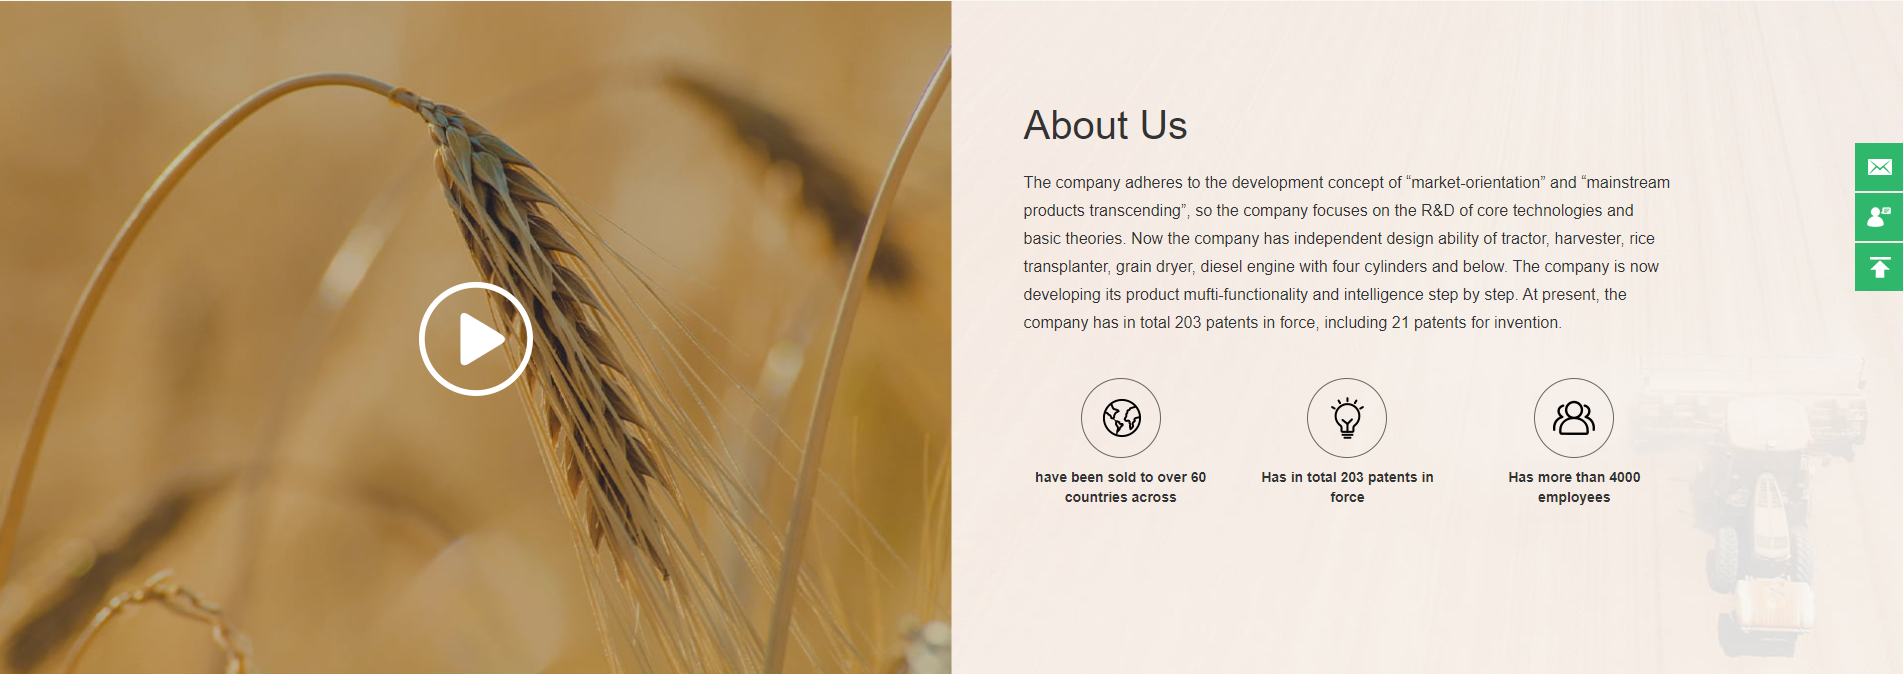 About Us
The company adheres to the development concept of “market-orientation” and “mainstream
products transcending”, so the company focuses on the R&D of core technologies and
basic theories. Now the company has independent design ability of tractor, harvester, rice
transplanter, grain dryer, diesel engine with four cylinders and below. The company is now
developing its product mufti-functionality and intelligence step by step. At present, the
company has in total 203 patents in force, including 21 patents for invention.
have been sold to over 60
countries across
Has in total 203 patents in
force
Has more than 4000
employees